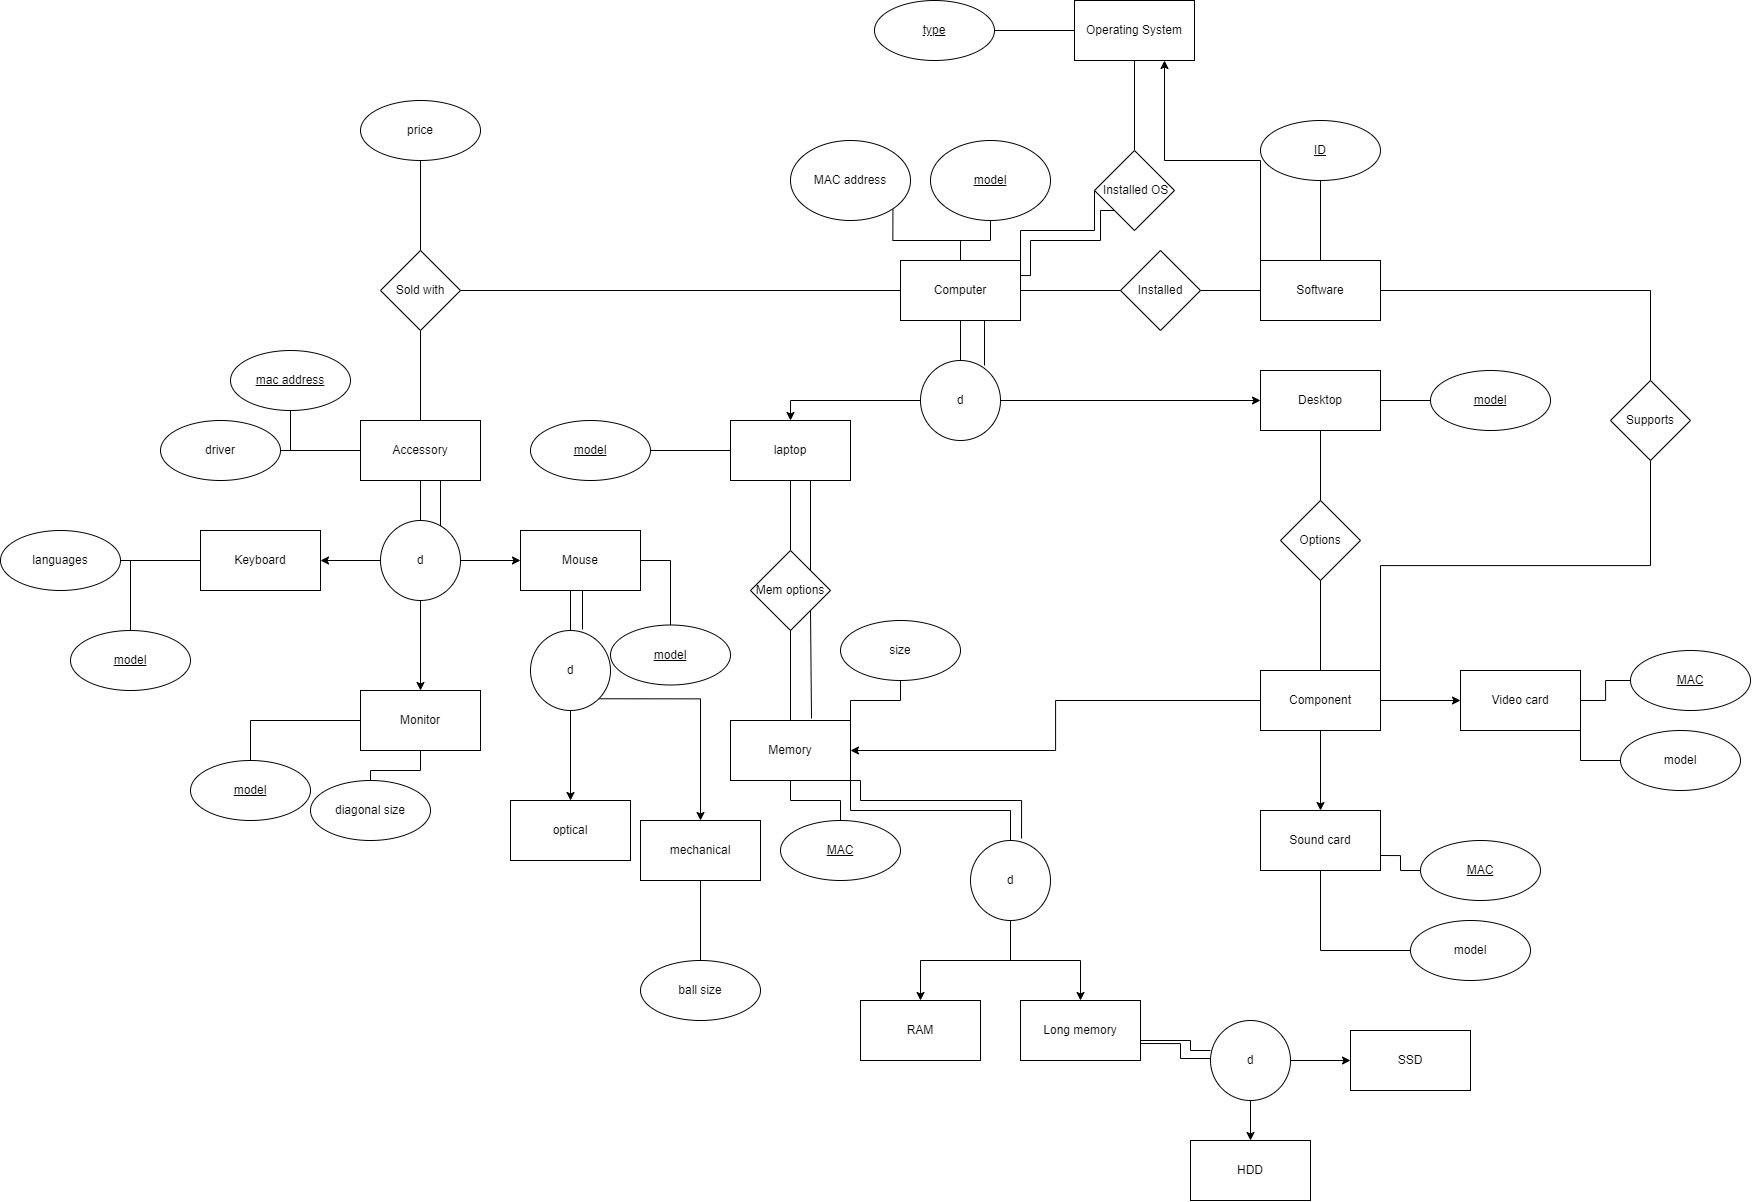 type
Operating System
price
ID
MAC address
model
Installed OS
Sold with
Computer
Installed
Software
mac address
d
Desktop
model
Supports
driver
Accessory
model
laptop
languages
Keyboard
d
Mouse
Options
Mem options
model
d
model
size
Monitor
Component
Video card
MAC
Memory
model
model
diagonal size
optical
mechanical
MAC
Sound card
MAC
d
model
ball size
RAM
Long memory
d
SSD
HDD